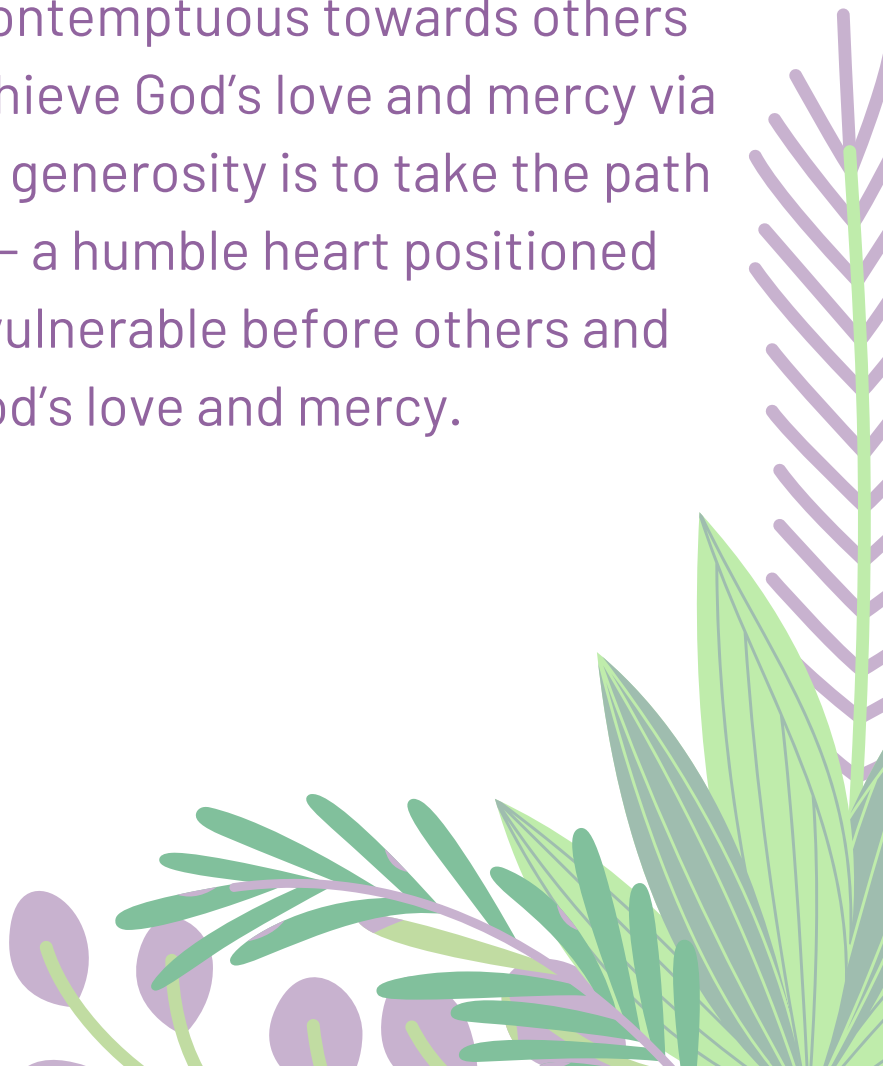 ontemptuous towards others
hieve God’s love and mercy via
generosity is to take the path
– a humble heart positioned
vulnerable before others and
od’s love and mercy.